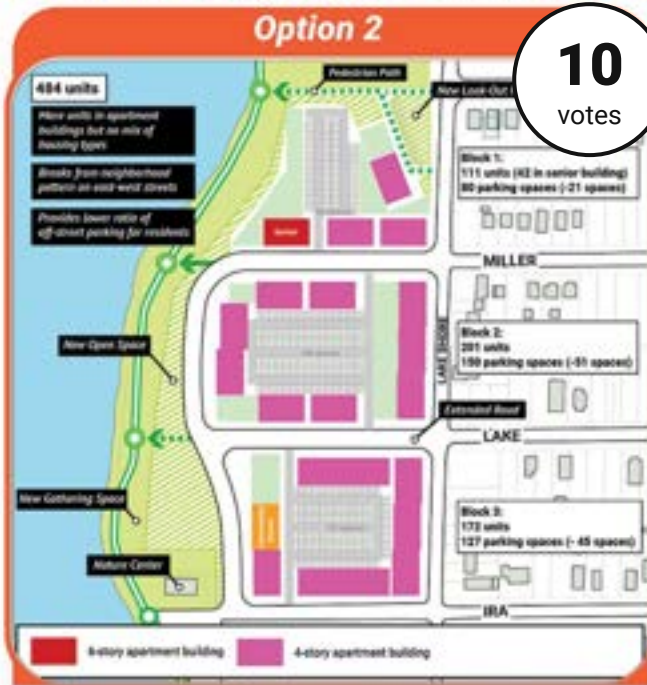 Option 2
10
votes
484 units
More units in apartment
buildings but no mix of
housing types
Breaks from neighborhood
pattern on east-west streets
Provides lower ratio of
off-street parking for residents
Pedestrian Path
New Look-Out
Block 1:
111 units (42 in senior building)
80 parking spaces (-21 spaces)
Senior
MILLER
New Open Space
LAKE SHORE
Block 2:
201 units
150 parking spaces (-51 spaces)
Extended Road
LAKE
New Gathering Space
Block 3:
172 units
127 parking spaces (- 45 spaces)
Nature Center
IRA
6-story apartment building
4-story apartment building